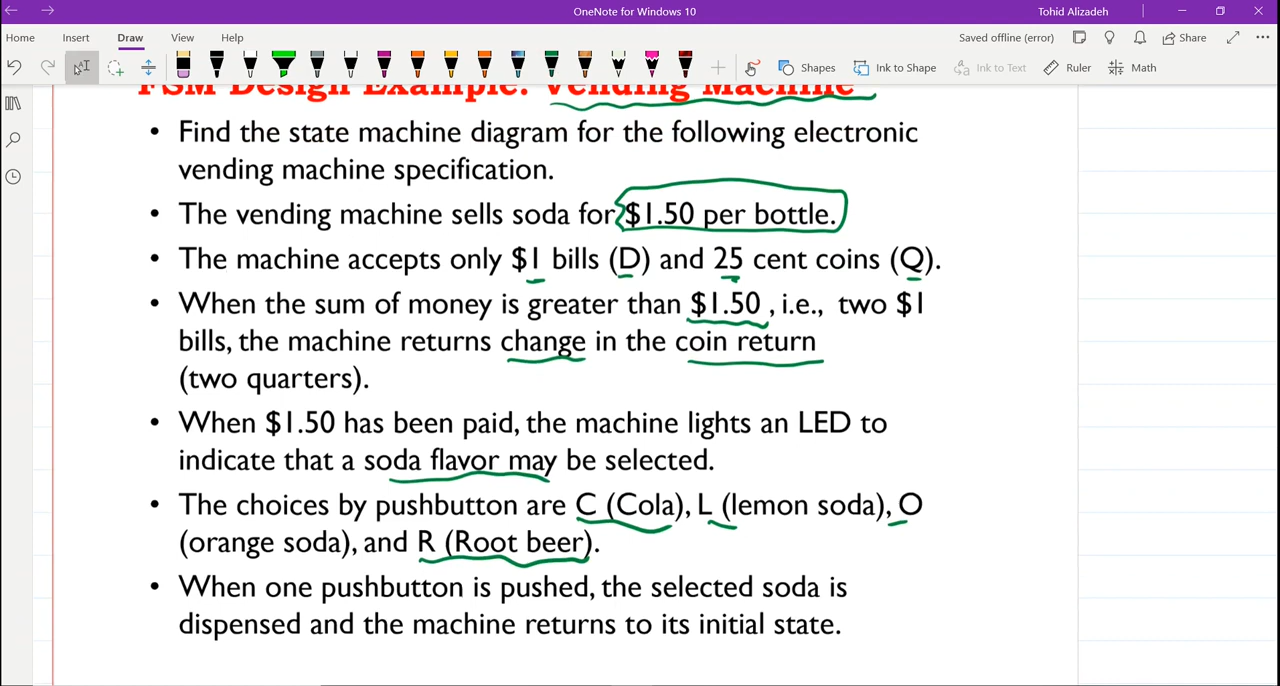 OneNote for Windows 10
Tohid Alizadeh
Home Insert Draw View Help
Saved offline (error) Share
Shapes Ink to Shape Ink to Text Ruler Math
FSM Design Example: Vending Machine
• Find the state machine diagram for the following electronic
vending machine specification.
• The vending machine sells soda for $1.50 per bottle.
• The machine accepts only $1 bills (D) and 25 cent coins (Q).
• When the sum of money is greater than $1.50 , i.e., two $1
bills, the machine returns change in the coin return
(two quarters).
• When $1.50 has been paid, the machine lights an LED to
indicate that a soda flavor may be selected.
• The choices by pushbutton are C (Cola), L (lemon soda), O
(orange soda), and R (Root beer).
• When one pushbutton is pushed, the selected soda is
dispensed and the machine returns to its initial state.